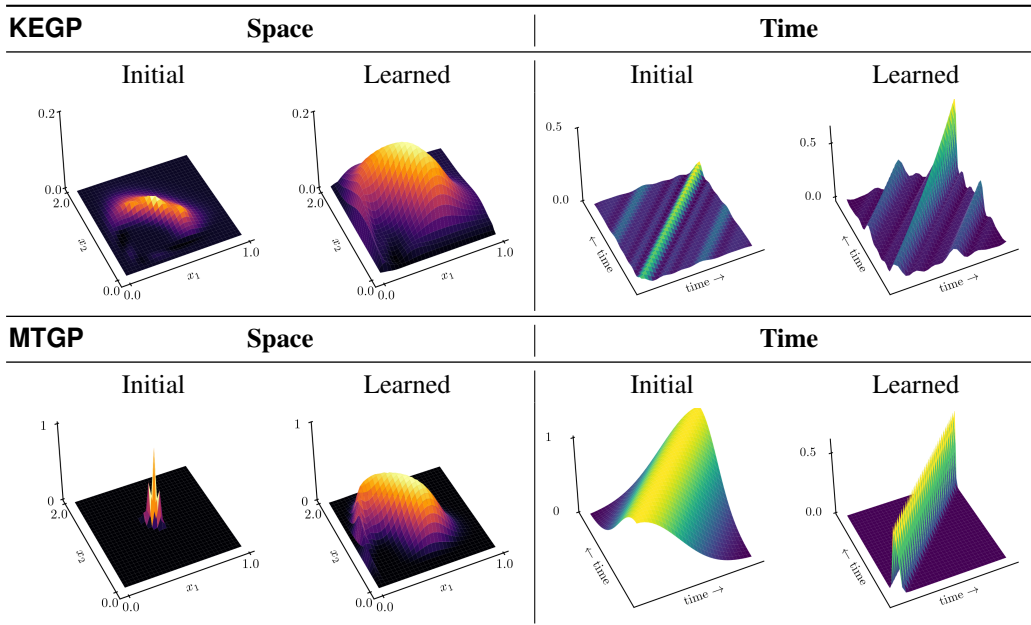 KEGP Space Time
Initial Learned Initial Learned
0.2 0.0 2.0 x₂ 0.0 0.0 x₁ 1.0
0.2 0.0 2.0 x₂ 0.0 0.0 x₁ 1.0
0.5 0.0 ← time time →
0.5 0.0 ← time time →
MTGP Space Time
Initial Learned Initial Learned
1 0 2.0 x₂ 0.0 0.0 x₁ 1.0
1 0 2.0 x₂ 0.0 0.0 x₁ 1.0
1 0 ← time time →
0.5 0.0 ← time time →